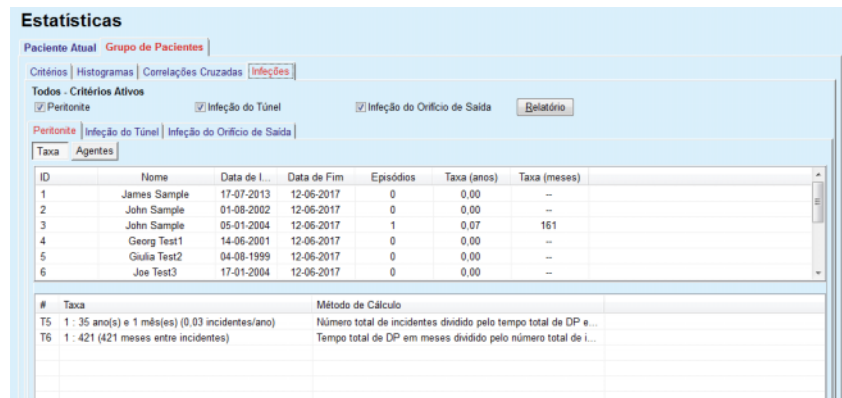 Estatísticas
Paciente Atual Grupo de Pacientes
Critérios Histogramas Correlações Cruzadas Infeções
Todos - Critérios Ativos
Peritonite Infeção do Túnel Infeção do Orifício de Saída Relatório
Peritonite Infeção do Túnel Infeção do Orifício de Saída
Taxa Agentes
ID Nome Data de I... Data de Fim Episódios Taxa (anos) Taxa (meses)
1 James Sample 17-07-2013 12-06-2017 0 0,00 --
2 John Sample 01-08-2002 12-06-2017 0 0,00 --
3 John Sample 05-01-2004 12-06-2017 1 0,07 161
4 Georg Test1 14-06-2001 12-06-2017 0 0,00 --
5 Giulia Test2 04-08-1999 12-06-2017 0 0,00 --
6 Joe Test3 17-01-2004 12-06-2017 0 0,00 --
# Taxa Método de Cálculo
T5 1 : 35 ano(s) e 1 mês(es) (0,03 incidentes/ano) Número total de incidentes dividido pelo tempo total de DP e...
T6 1 : 421 (421 meses entre incidentes) Tempo total de DP em meses dividido pelo número total de i...